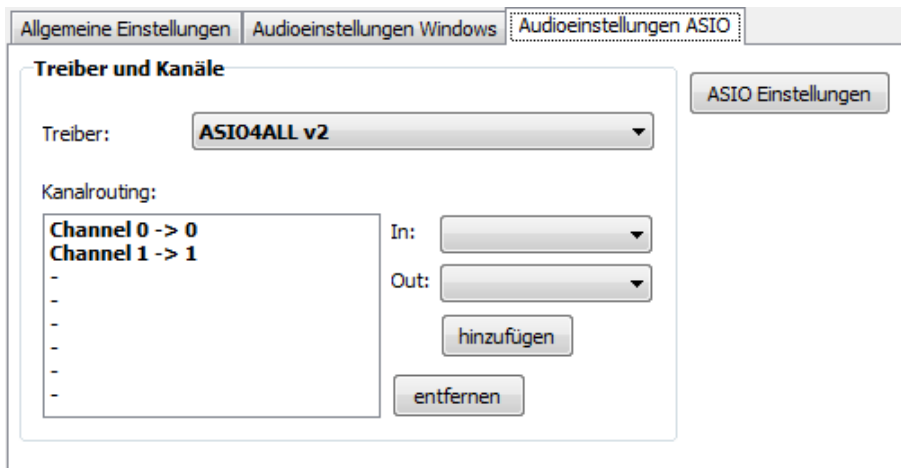 Allgemeine Einstellungen
Audioeinstellungen Windows
Audioeinstellungen ASIO
Treiber und Kanäle
ASIO Einstellungen
Treiber:
ASIO4ALL v2
Kanalrouting:
Channel 0 -> 0
Channel 1 -> 1
-
-
-
-
-
-
In:
Out:
hinzufügen
entfernen